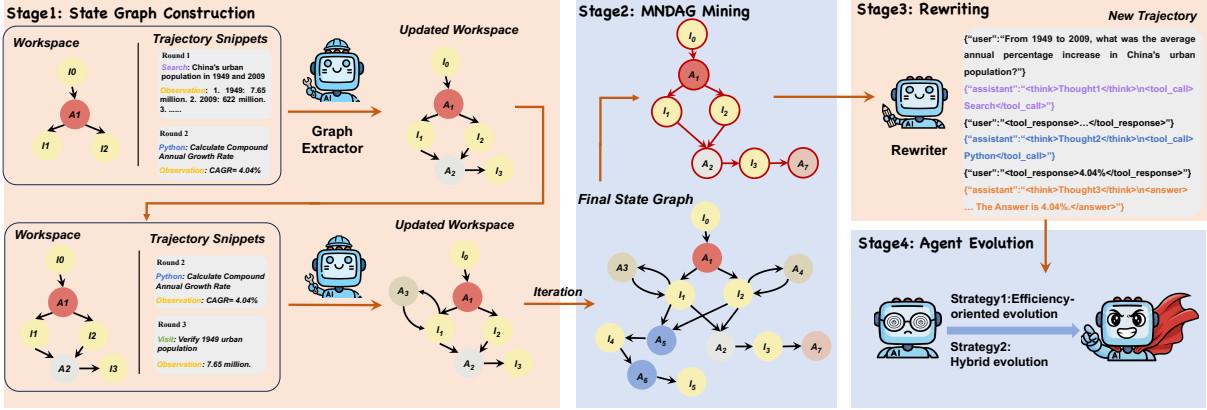 Stage1: State Graph Construction
Workspace
Trajectory Snippets
I0
A1
I1
I2
Round 1
Search: China's urban
population in 1949 and 2009
Observation: 1. 1949: 7.65
million. 2. 2009: 622 million.
3. ......
Round 2
Python: Calculate Compound
Annual Growth Rate
Observation: CAGR= 4.04%
Graph
Extractor
AI
Updated Workspace
I0
A1
I1
I2
A2
I3
Workspace
Trajectory Snippets
I0
A1
I1
I2
A2
I3
Round 2
Python: Calculate Compound
Annual Growth Rate
Observation: CAGR= 4.04%
Round 3
Visit: Verify 1949 urban
population
Observation: 7.65 million.
AI
Updated Workspace
I0
A3
A1
I1
I2
A2
I3
Iteration
Stage2: MNDAG Mining
I0
A1
I1
I2
A2
I3
A7
Final State Graph
I0
A1
A3
A4
I1
I2
I4
A5
A2
I3
A7
A6
I5
Stage3: Rewriting
New Trajectory
AI
Rewriter
{"user":"From 1949 to 2009, what was the average
annual percentage increase in China's urban
population?"}
{"assistant":"<think>Thought1</think>\n<tool_call>
Search</tool_call>"}
{"user":"<tool_response>…</tool_response>"}
{"assistant":"<think>Thought2</think>\n<tool_call>
Python</tool_call>"}
{"user":"<tool_response>4.04%</tool_response>"}
{"assistant":"<think>Thought3</think>\n<answer>
… The Answer is 4.04%.</answer>"}
Stage4: Agent Evolution
AI
Strategy1:Efficiency-
oriented evolution
Strategy2:
Hybrid evolution
AI